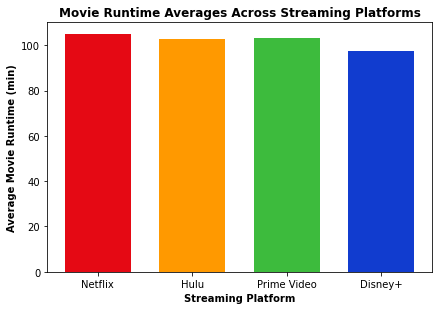 Movie Runtime Averages Across Streaming Platforms
Average Movie Runtime (min)
100
80
60
40
20
0
Netflix
Hulu
Prime Video
Disney+
Streaming Platform